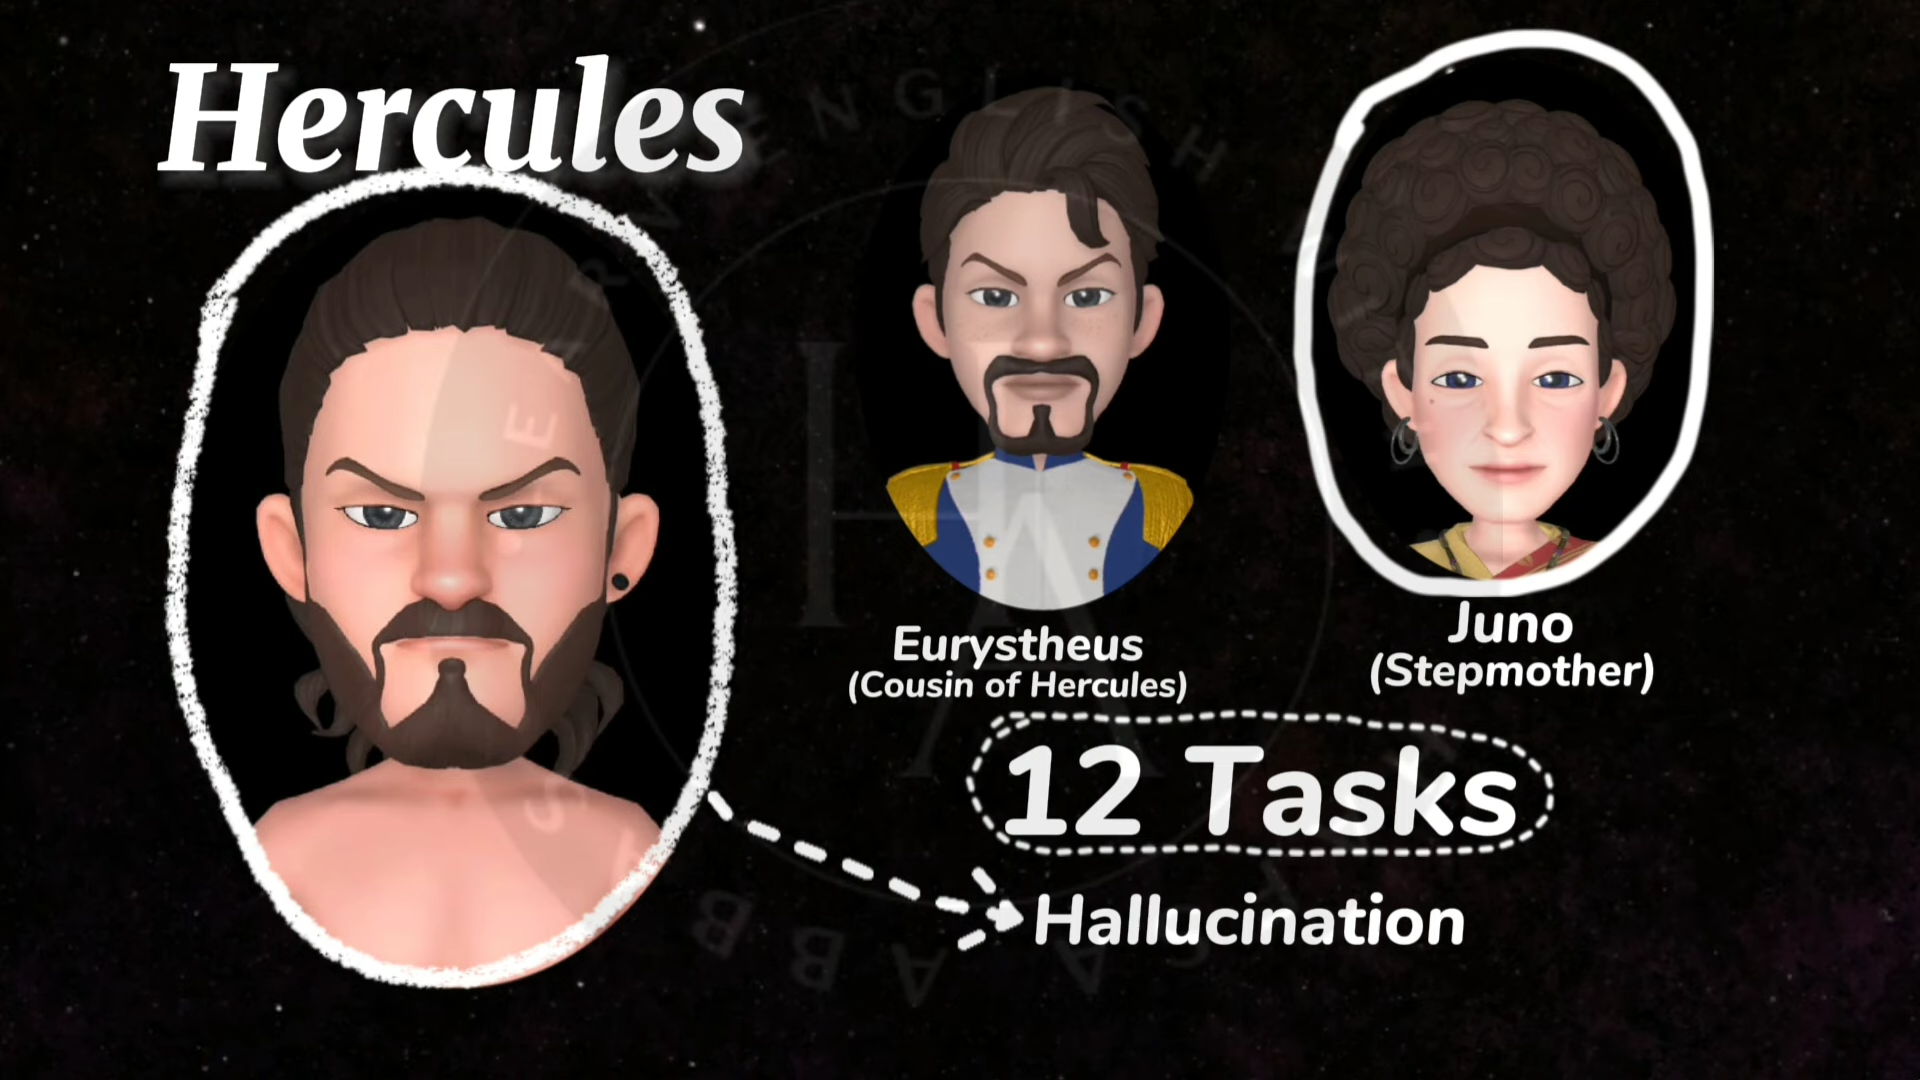 Hercules
Eurystheus
(Cousin of Hercules)
Juno
(Stepmother)
12 Tasks
Hallucination